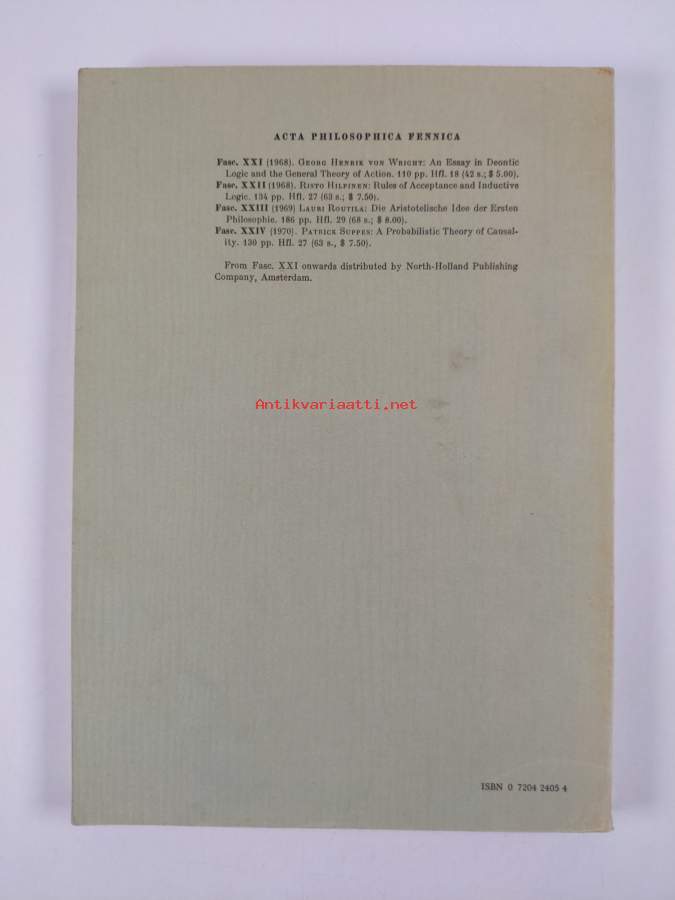 ACTA PHILOSOPHICA FENNICA
Fasc. XXI (1968). GEORG HENRIK VON WRIGHT: An Essay in Deontic
Logic and the General Theory of Action. 110 pp. Hfl. 18 (42 s.; $ 5.00).
Fasc. XXII (1968). RISTO HILPINEN: Rules of Acceptance and Inductive
Logic. 134 pp. Hfl. 27 (63 s.; $ 7.50).
Fasc. XXIII (1969) LAURI ROUTILA: Die Aristotelische Idee der Ersten
Philosophie. 186 pp. Hfl. 29 (68 s.; $ 8.00).
Fasc. XXIV (1970). PATRICK SUPPES: A Probabilistic Theory of Causal-
ity. 130 pp. Hfl. 27 (63 s., $ 7.50).
From Fasc. XXI onwards distributed by North-Holland Publishing
Company, Amsterdam.
Antikvariaatti.net
ISBN 0 7204 2405 4